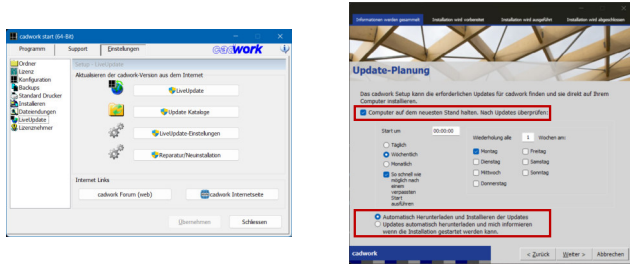 cadwork start (64-Bit)
Programm Support Einstellungen
cadwork
Ordner
Lizenz
Konfiguration
Backups
Standard Drucker
Installieren
Dateiendungen
LiveUpdate
Lizenznehmer
Setup - LiveUpdate
Aktualisieren der cadwork-Version aus dem Internet
LiveUpdate
Update Kataloge
LiveUpdate-Einstellungen
Reparatur/Neuinstallation
Internet Links
cadwork Forum (web) cadwork Internetseite
Übernehmen Schliessen
Informationen werden gesammelt Installation wird vorbereitet Installation wird ausgeführt Installation wird abgeschlossen
Update-Planung
Das cadwork Setup kann die erforderlichen Updates für cadwork finden und sie direkt auf Ihrem
Computer installieren.
Computer auf dem neuesten Stand halten. Nach Updates überprüfen:
Start um 00:00:00 Wiederholung alle 1 Wochen am:
Täglich
Wöchentlich
Monatlich
So schnell wie
möglich nach
einem
verpassten
Start
ausführen
Montag Freitag
Dienstag Samstag
Mittwoch Sonntag
Donnerstag
Automatisch Herunterladen und Installieren der Updates
Updates automatisch herunterladen und mich informieren
wenn die Installation gestartet werden kann.
cadwork
< Zurück Weiter > Abbrechen